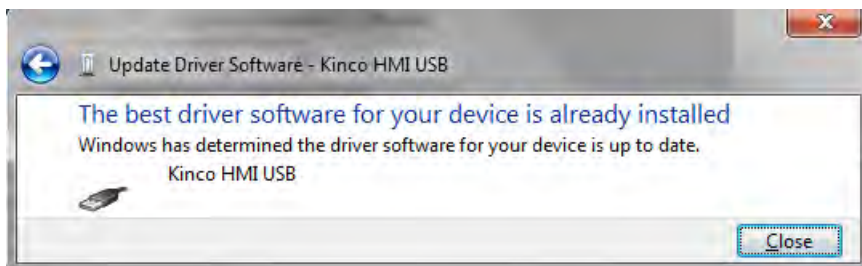 Update Driver Software - Kinco HMI USB
The best driver software for your device is already installed
Windows has determined the driver software for your device is up to date.
Kinco HMI USB
Close